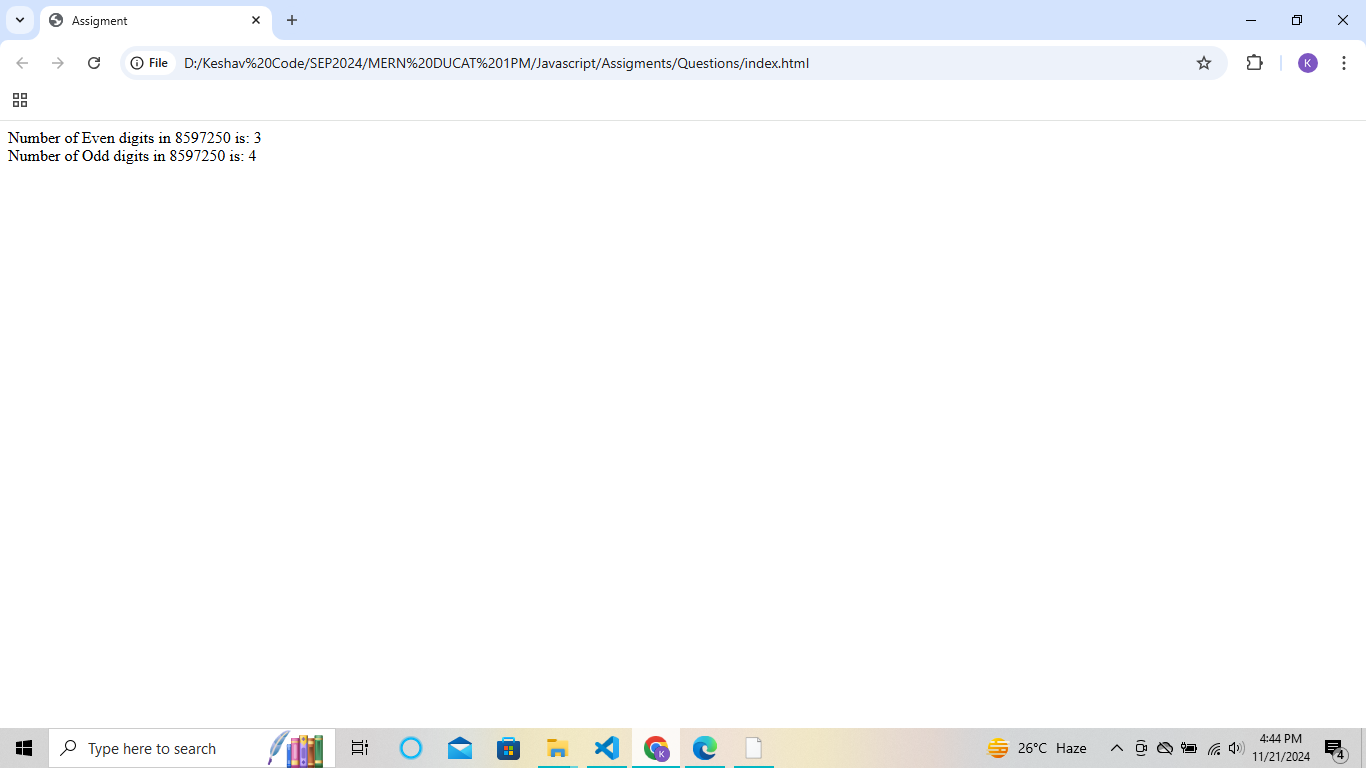 Assigment
File D:/Keshav%20Code/SEP2024/MERN%20DUCAT%201PM/Javascript/Assigments/Questions/index.html
K
Number of Even digits in 8597250 is: 3
Number of Odd digits in 8597250 is: 4
Type here to search
K
26°C Haze
4:44 PM
11/21/2024
4